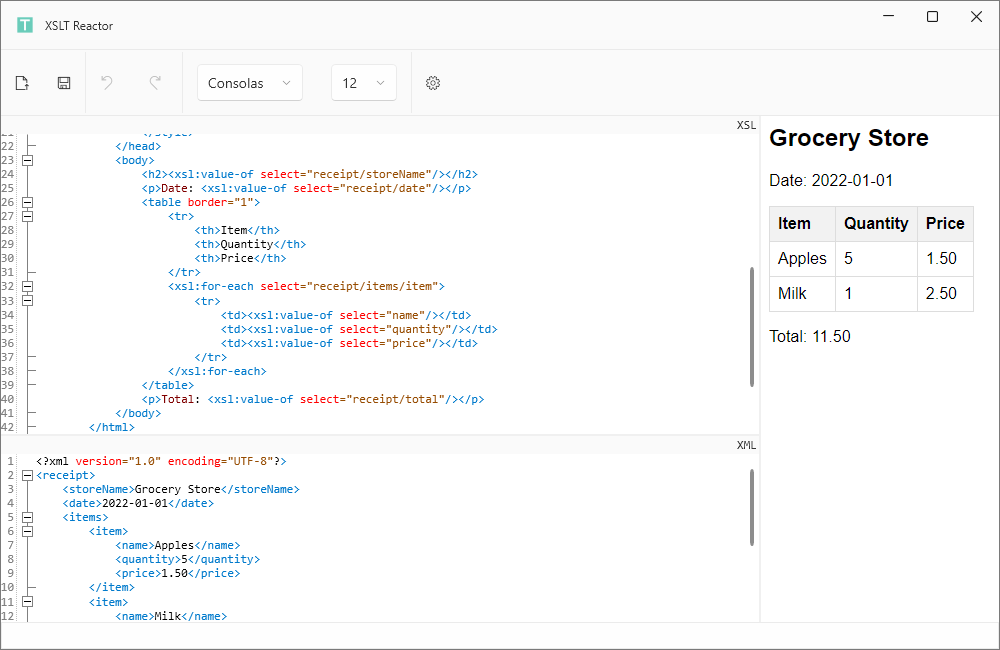 XSLT Reactor
Consolas
12
XSL
22 </head>
23 <body>
24 <h2><xsl:value-of select="receipt/storeName"/></h2>
25 <p>Date: <xsl:value-of select="receipt/date"/></p>
26 <table border="1">
27 <tr>
28 <th>Item</th>
29 <th>Quantity</th>
30 <th>Price</th>
31 </tr>
32 <xsl:for-each select="receipt/items/item">
33 <tr>
34 <td><xsl:value-of select="name"/></td>
35 <td><xsl:value-of select="quantity"/></td>
36 <td><xsl:value-of select="price"/></td>
37 </tr>
38 </xsl:for-each>
39 </table>
40 <p>Total: <xsl:value-of select="receipt/total"/></p>
41 </body>
42 </html>
XML
1 <?xml version="1.0" encoding="UTF-8"?>
2 <receipt>
3 <storeName>Grocery Store</storeName>
4 <date>2022-01-01</date>
5 <items>
6 <item>
7 <name>Apples</name>
8 <quantity>5</quantity>
9 <price>1.50</price>
10 </item>
11 <item>
12 <name>Milk</name>
Grocery Store
Date: 2022-01-01
Item Quantity Price
Apples 5 1.50
Milk 1 2.50
Total: 11.50